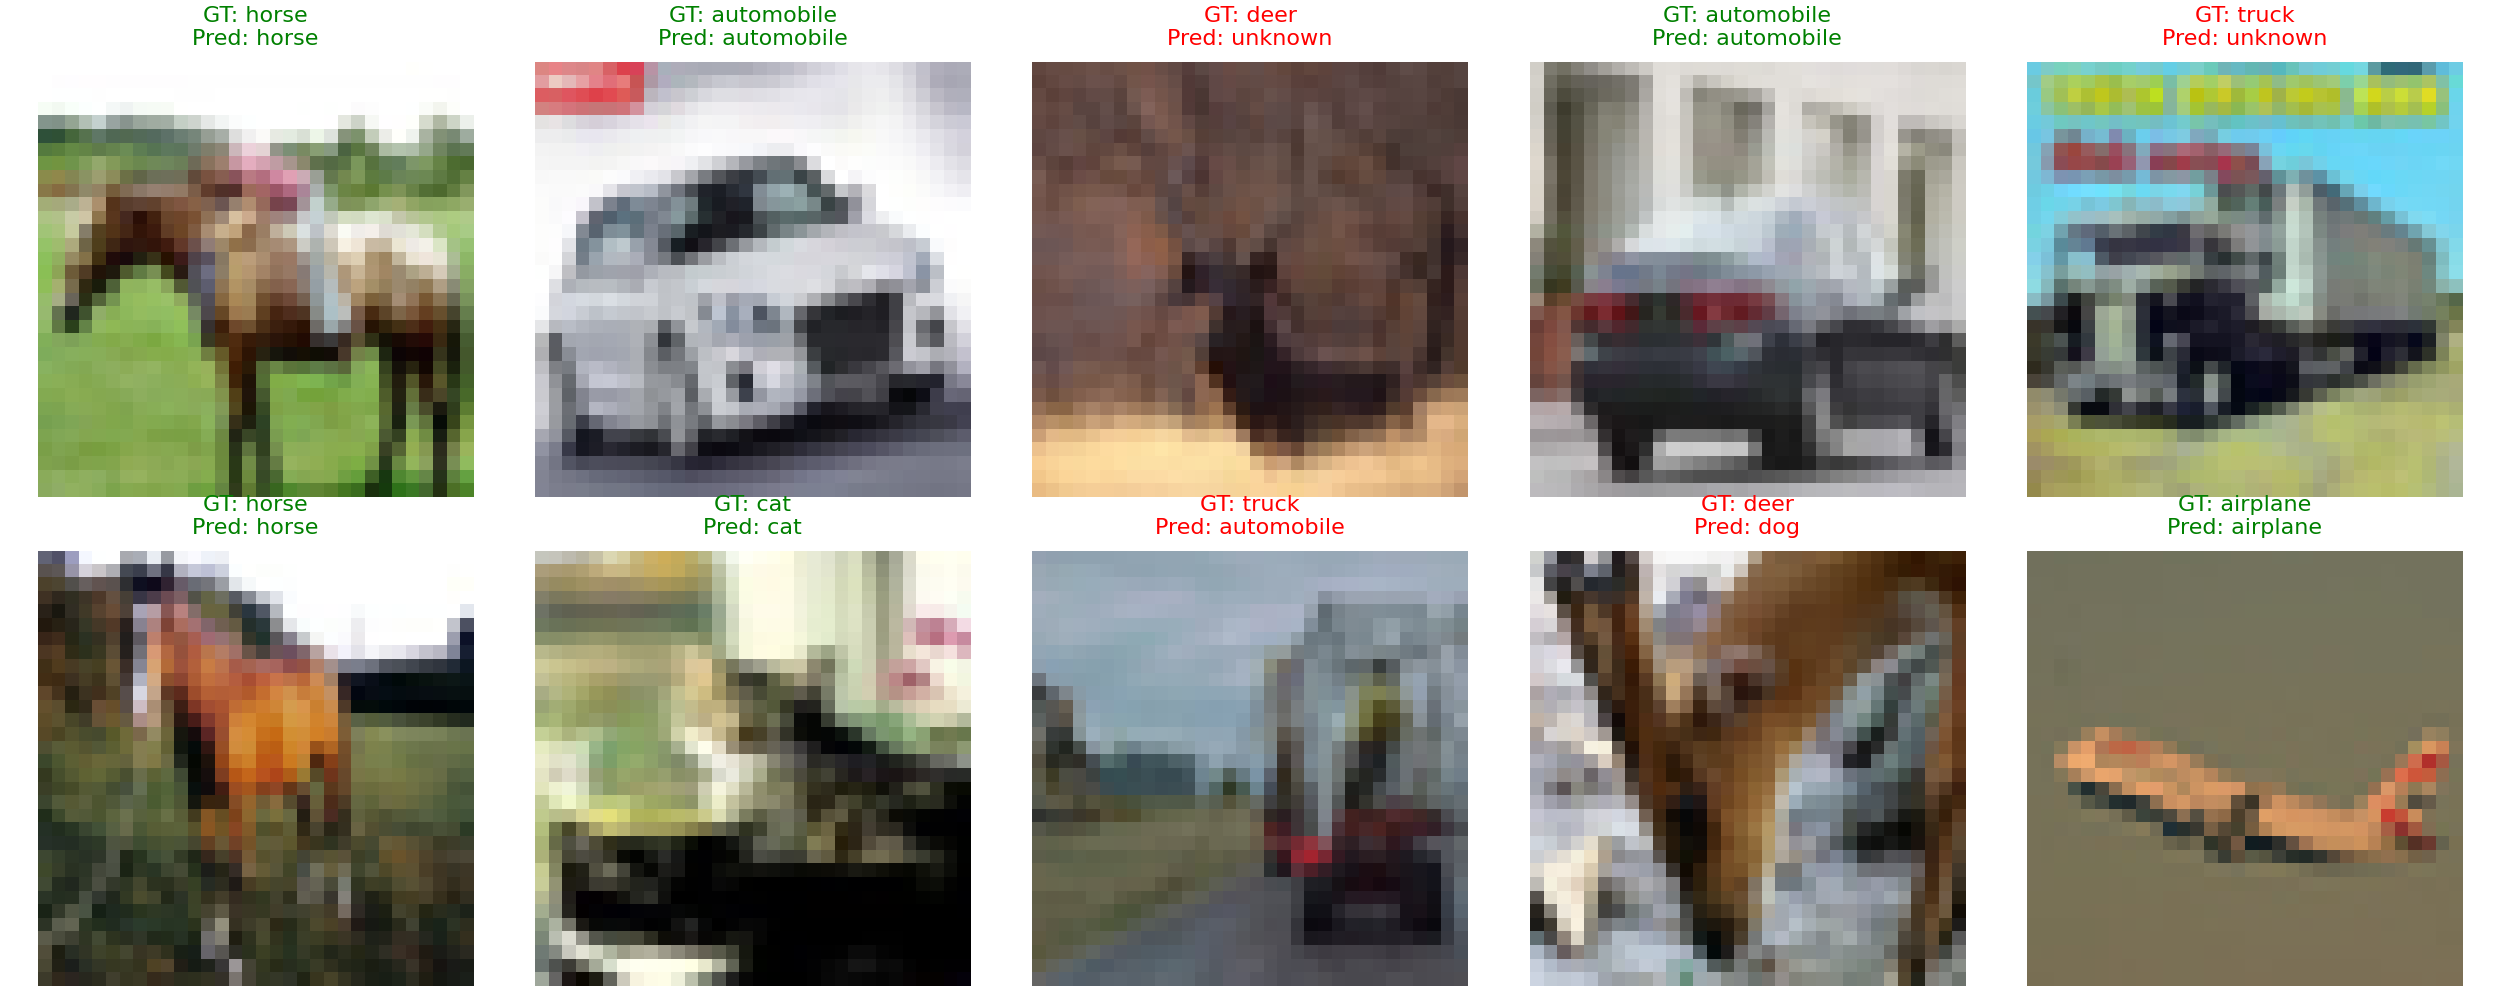 GT: horse
Pred: horse
GT: automobile
Pred: automobile
GT: deer
Pred: unknown
GT: automobile
Pred: automobile
GT: truck
Pred: unknown
GT: horse
Pred: horse
GT: cat
Pred: cat
GT: truck
Pred: automobile
GT: deer
Pred: dog
GT: airplane
Pred: airplane